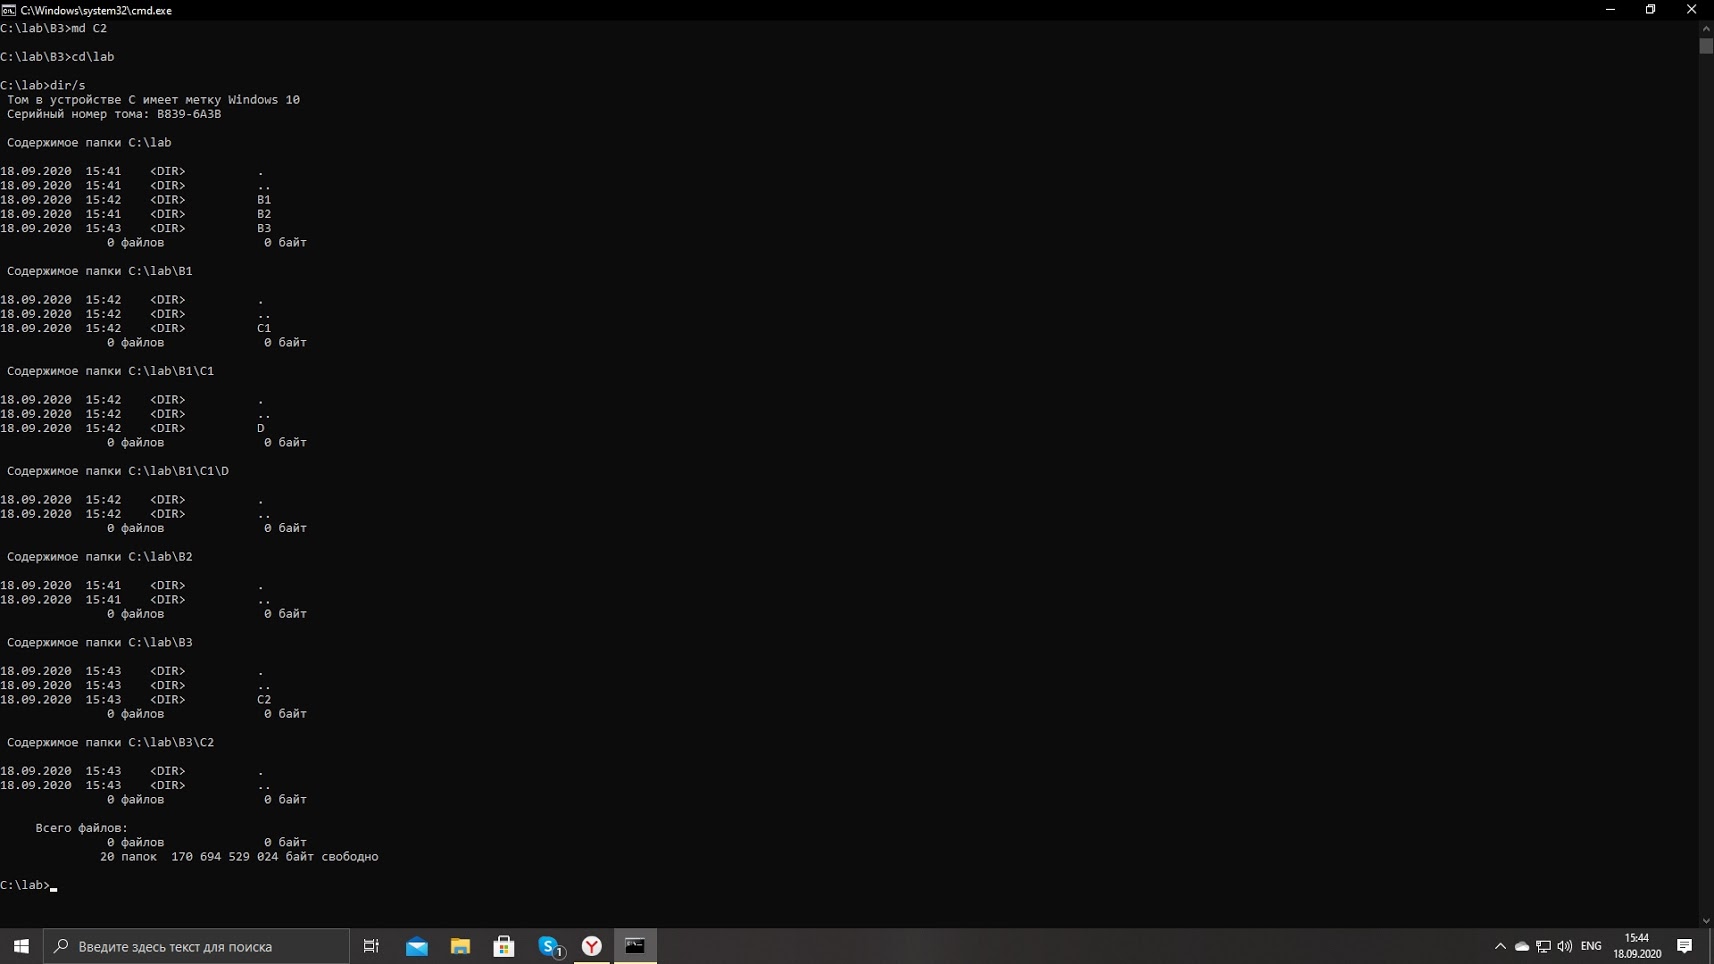 C:\Windows\system32\cmd.exe
C:\lab\B3>md C2
C:\lab\B3>cd\lab
C:\lab>dir/s
Том в устройстве C имеет метку Windows 10
Серийный номер тома: B839-6A3B
Содержимое папки C:\lab
18.09.2020  15:41    <DIR>          .
18.09.2020  15:41    <DIR>          ..
18.09.2020  15:42    <DIR>          B1
18.09.2020  15:41    <DIR>          B2
18.09.2020  15:43    <DIR>          B3
0 файлов              0 байт
Содержимое папки C:\lab\B1
18.09.2020  15:42    <DIR>          .
18.09.2020  15:42    <DIR>          ..
18.09.2020  15:42    <DIR>          C1
0 файлов              0 байт
Содержимое папки C:\lab\B1\C1
18.09.2020  15:42    <DIR>          .
18.09.2020  15:42    <DIR>          ..
18.09.2020  15:42    <DIR>          D
0 файлов              0 байт
Содержимое папки C:\lab\B1\C1\D
18.09.2020  15:42    <DIR>          .
18.09.2020  15:42    <DIR>          ..
0 файлов              0 байт
Содержимое папки C:\lab\B2
18.09.2020  15:41    <DIR>          .
18.09.2020  15:41    <DIR>          ..
0 файлов              0 байт
Содержимое папки C:\lab\B3
18.09.2020  15:43    <DIR>          .
18.09.2020  15:43    <DIR>          ..
18.09.2020  15:43    <DIR>          C2
0 файлов              0 байт
Содержимое папки C:\lab\B3\C2
18.09.2020  15:43    <DIR>          .
18.09.2020  15:43    <DIR>          ..
0 файлов              0 байт
Всего файлов:
0 файлов              0 байт
20 папок  170 694 529 024 байт свободно
C:\lab>
Введите здесь текст для поиска
S 1
Y
ENG
15:44
18.09.2020